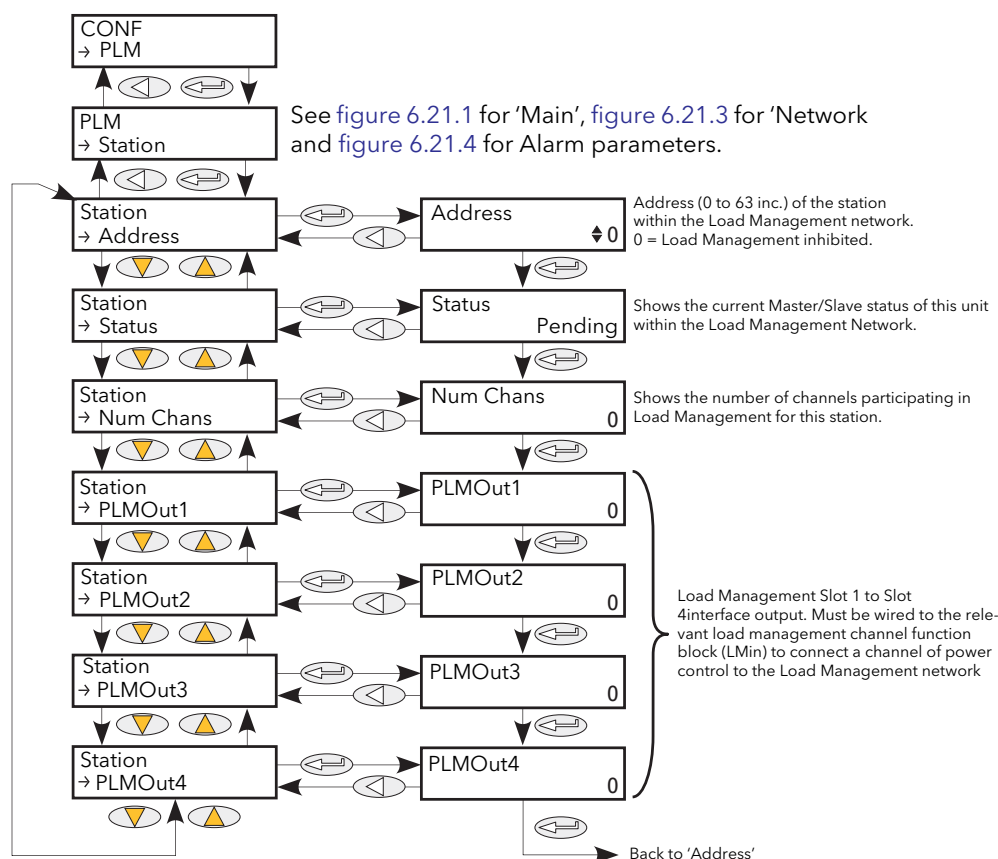 CONF
→ PLM
PLM
→ Station
See figure 6.21.1 for ‘Main’, figure 6.21.3 for ‘Network
and figure 6.21.4 for Alarm parameters.
Station
→ Address
Address
0
Address (0 to 63 inc.) of the station
within the Load Management network.
0 = Load Management inhibited.
Station
→ Status
Status
Pending
Shows the current Master/Slave status of this unit
within the Load Management Network.
Station
→ Num Chans
Num Chans
0
Shows the number of channels participating in
Load Management for this station.
Station
→ PLMOut1
PLMOut1
0
Station
→ PLMOut2
PLMOut2
0
Station
→ PLMOut3
PLMOut3
0
Station
→ PLMOut4
PLMOut4
0
Load Management Slot 1 to Slot
4interface output. Must be wired to the rele-
vant load management channel function
block (LMin) to connect a channel of power
control to the Load Management network
Back to ‘Address’